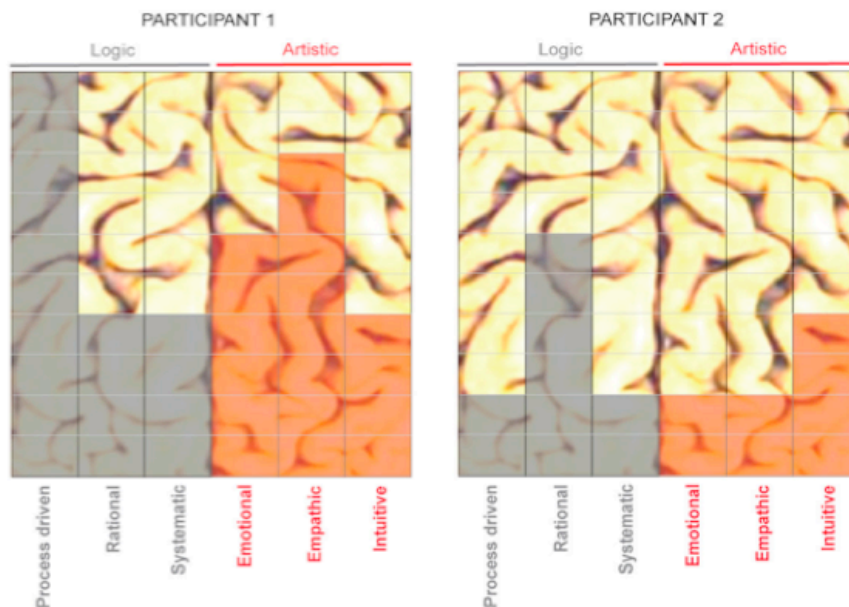 PARTICIPANT 1
Logic
Artistic
Process driven
Rational
Systematic
Emotional
Empathic
Intuitive
PARTICIPANT 2
Logic
Artistic
Process driven
Rational
Systematic
Emotional
Empathic
Intuitive